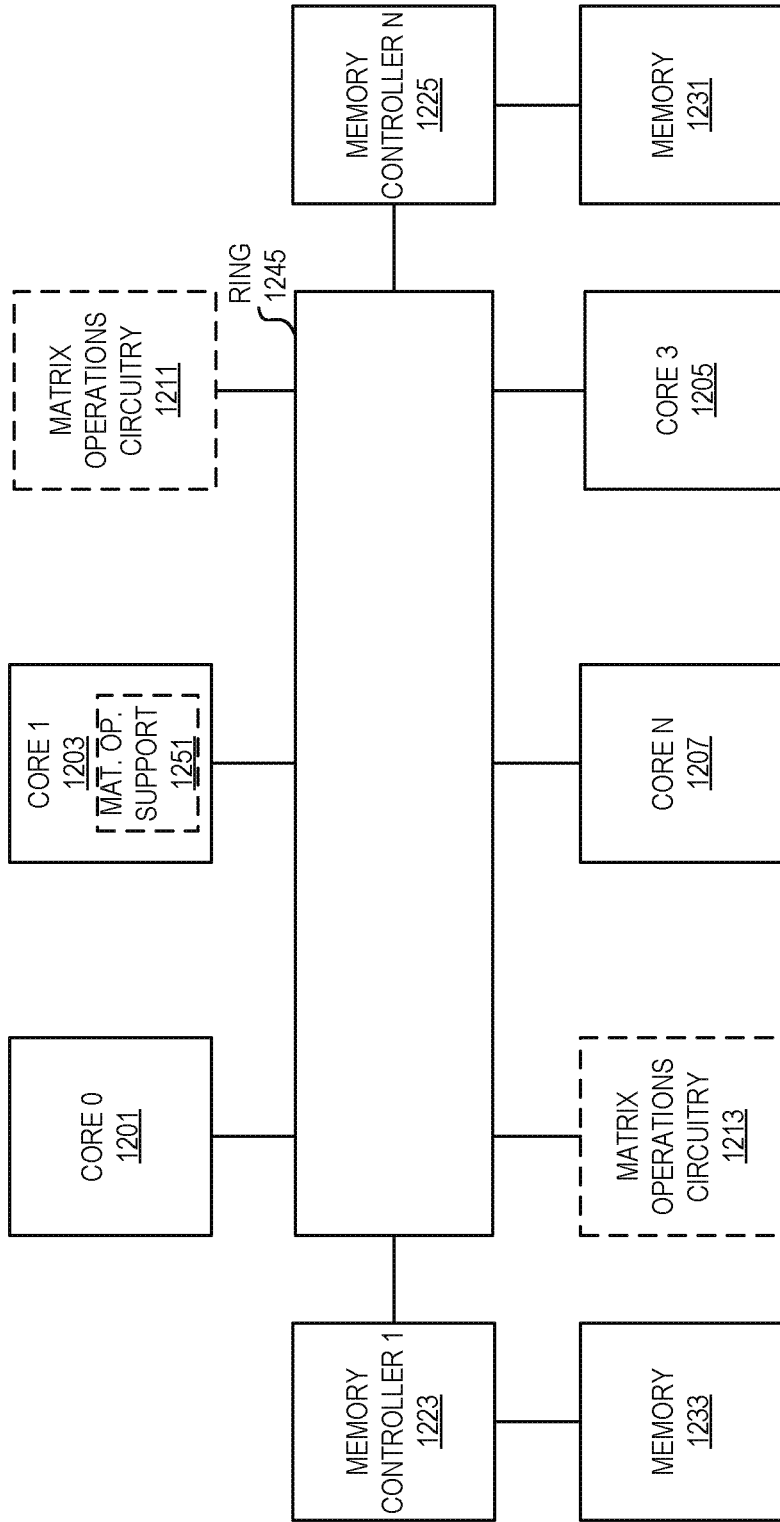 CORE 0
1201
CORE 1
1203
MAT. OP.
SUPPORT
1251
MATRIX
OPERATIONS
CIRCUITRY
1211
RING
1245
MEMORY
CONTROLLER 1
1223
MEMORY
CONTROLLER N
1225
MEMORY
1233
MATRIX
OPERATIONS
CIRCUITRY
1213
CORE N
1207
CORE 3
1205
MEMORY
1231